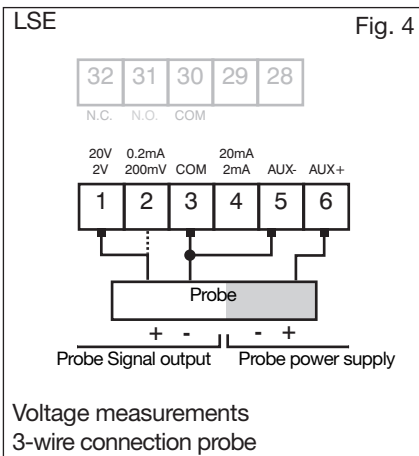 LSE Fig. 4
32 31 30 29 28
N.C. N.O. COM
20V 0.2mA 20mA
2V 200mV COM 2mA AUX- AUX+
1 2 3 4 5 6
Probe
+ - - +
Probe Signal output Probe power supply
Voltage measurements
3-wire connection probe